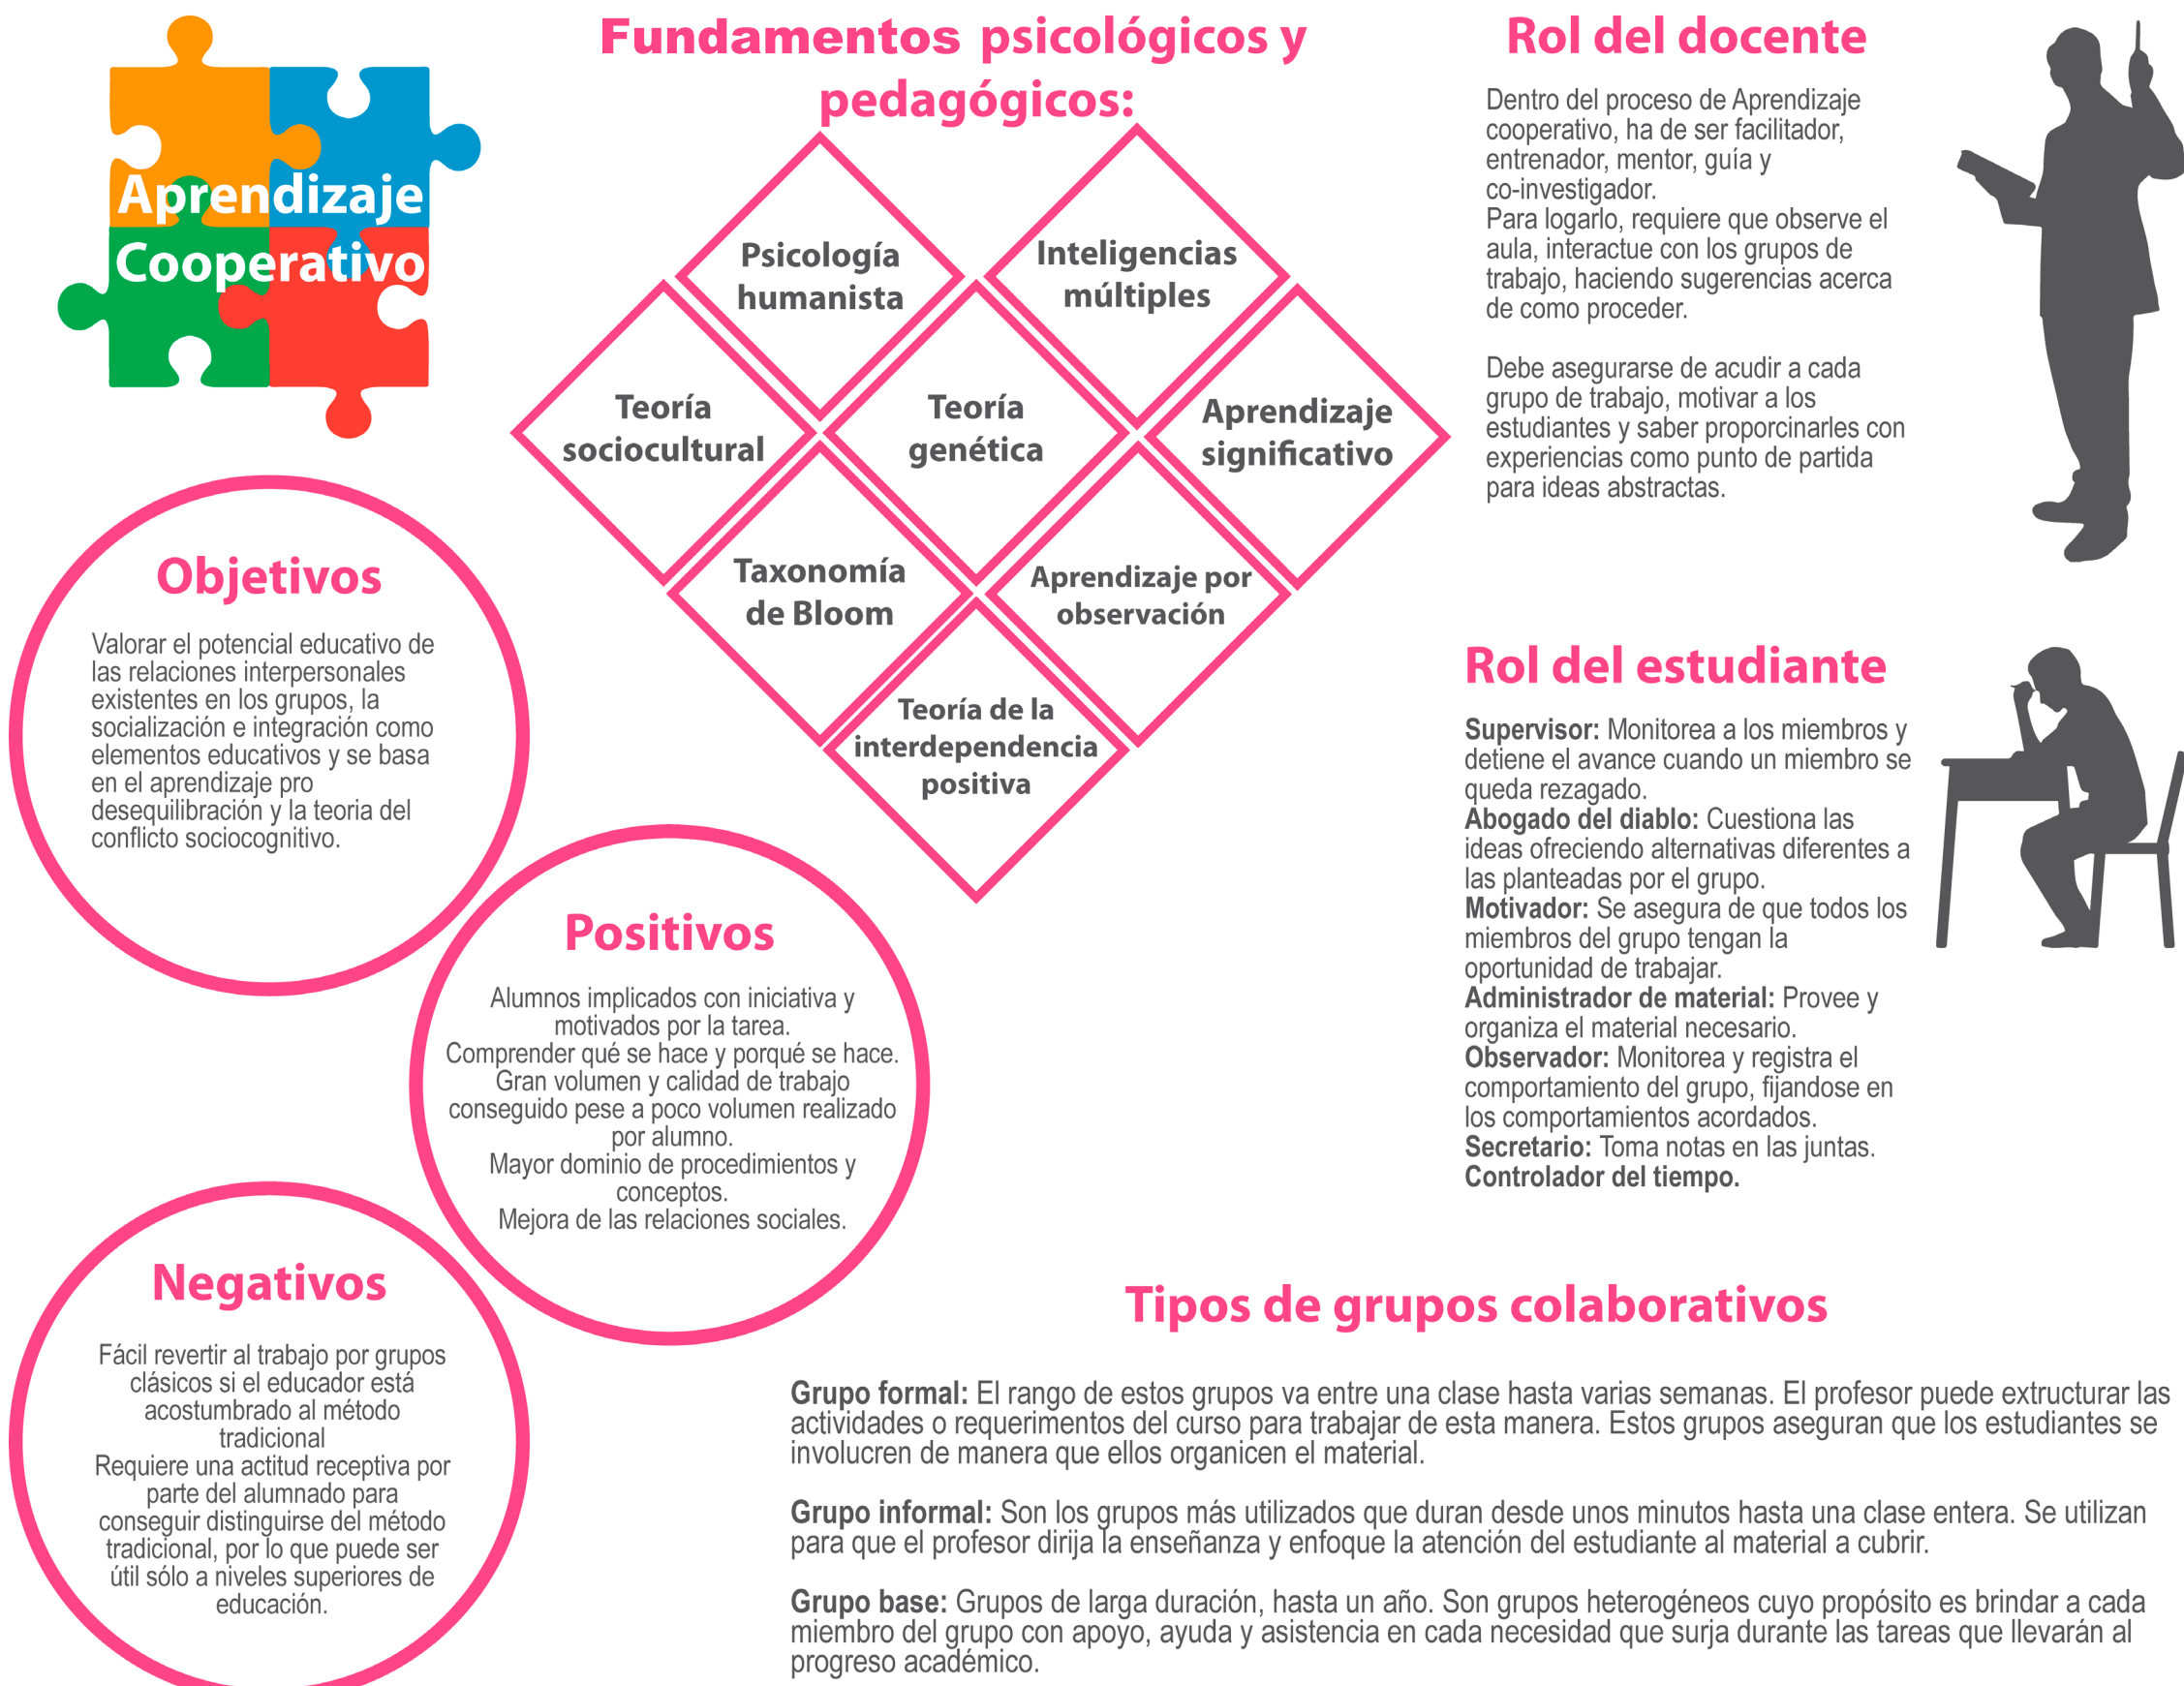 Aprendizaje
Cooperativo
Fundamentos psicológicos y
pedagógicos:
Psicología
humanista
Inteligencias
múltiples
Teoría
sociocultural
Teoría
genética
Aprendizaje
significativo
Taxonomía
de Bloom
Aprendizaje por
observación
Teoría de la
interdependencia
positiva
Objetivos
Valorar el potencial educativo de
las relaciones interpersonales
existentes en los grupos, la
socialización e integración como
elementos educativos y se basa
en el aprendizaje pro
desequilibración y la teoria del
conflicto sociocognitivo.
Positivos
Alumnos implicados con iniciativa y
motivados por la tarea.
Comprender qué se hace y porqué se hace.
Gran volumen y calidad de trabajo
conseguido pese a poco volumen realizado
por alumno.
Mayor dominio de procedimientos y
conceptos.
Mejora de las relaciones sociales.
Negativos
Fácil revertir al trabajo por grupos
clásicos si el educador está
acostumbrado al método
tradicional
Requiere una actitud receptiva por
parte del alumnado para
conseguir distinguirse del método
tradicional, por lo que puede ser
útil sólo a niveles superiores de
educación.
Rol del docente
Dentro del proceso de Aprendizaje
cooperativo, ha de ser facilitador,
entrenador, mentor, guía y
co-investigador.
Para logarlo, requiere que observe el
aula, interactue con los grupos de
trabajo, haciendo sugerencias acerca
de como proceder.
Debe asegurarse de acudir a cada
grupo de trabajo, motivar a los
estudiantes y saber proporcinarles con
experiencias como punto de partida
para ideas abstractas.
Rol del estudiante
Supervisor: Monitorea a los miembros y
detiene el avance cuando un miembro se
queda rezagado.
Abogado del diablo: Cuestiona las
ideas ofreciendo alternativas diferentes a
las planteadas por el grupo.
Motivador: Se asegura de que todos los
miembros del grupo tengan la
oportunidad de trabajar.
Administrador de material: Provee y
organiza el material necesario.
Observador: Monitorea y registra el
comportamiento del grupo, fijandose en
los comportamientos acordados.
Secretario: Toma notas en las juntas.
Controlador del tiempo.
Tipos de grupos colaborativos
Grupo formal: El rango de estos grupos va entre una clase hasta varias semanas. El profesor puede extructurar las
actividades o requerimentos del curso para trabajar de esta manera. Estos grupos aseguran que los estudiantes se
involucren de manera que ellos organicen el material.
Grupo informal: Son los grupos más utilizados que duran desde unos minutos hasta una clase entera. Se utilizan
para que el profesor dirija la enseñanza y enfoque la atención del estudiante al material a cubrir.
Grupo base: Grupos de larga duración, hasta un año. Son grupos heterogéneos cuyo propósito es brindar a cada
miembro del grupo con apoyo, ayuda y asistencia en cada necesidad que surja durante las tareas que llevarán al
progreso académico.